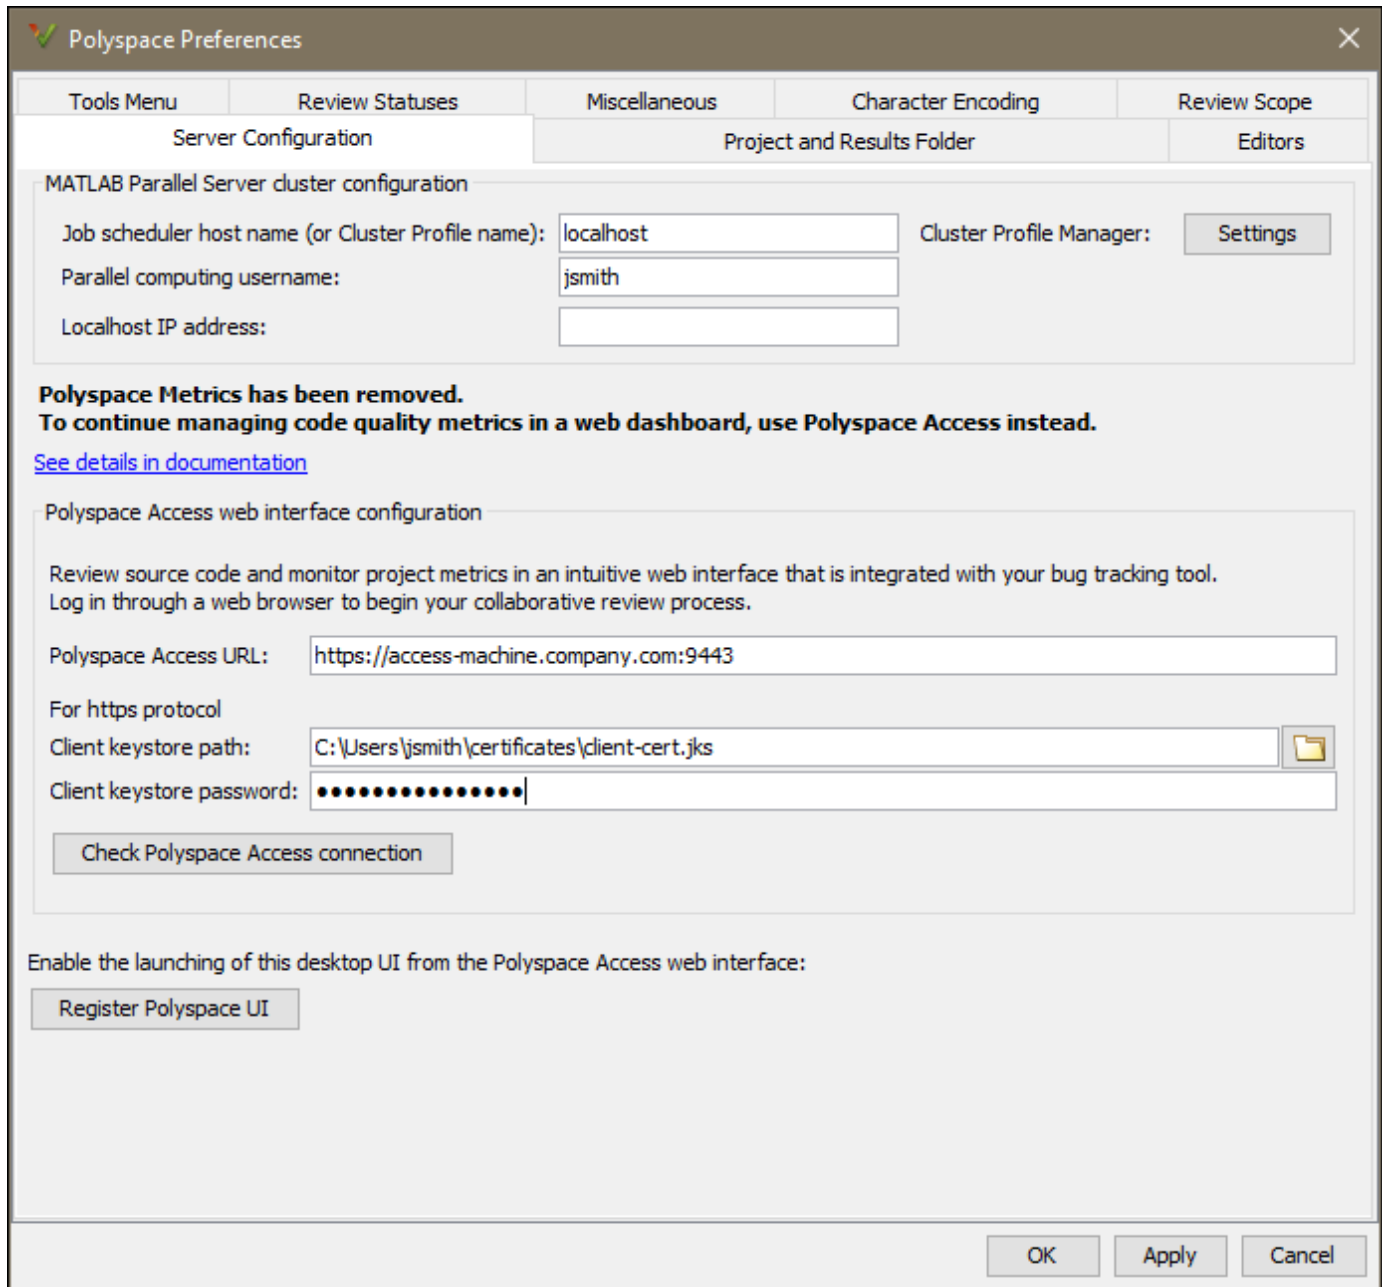 Polyspace Preferences
Tools Menu Review Statuses Miscellaneous Character Encoding Review Scope
Server Configuration Project and Results Folder Editors
MATLAB Parallel Server cluster configuration
Job scheduler host name (or Cluster Profile name): localhost Cluster Profile Manager: Settings
Parallel computing username: jsmith
Localhost IP address:
Polyspace Metrics has been removed.
To continue managing code quality metrics in a web dashboard, use Polyspace Access instead.
See details in documentation
Polyspace Access web interface configuration
Review source code and monitor project metrics in an intuitive web interface that is integrated with your bug tracking tool.
Log in through a web browser to begin your collaborative review process.
Polyspace Access URL: https://access-machine.company.com:9443
For https protocol
Client keystore path: C:\Users\jsmith\certificates\client-cert.jks
Client keystore password: •••••••••••••••
Check Polyspace Access connection
Enable the launching of this desktop UI from the Polyspace Access web interface:
Register Polyspace UI
OK Apply Cancel